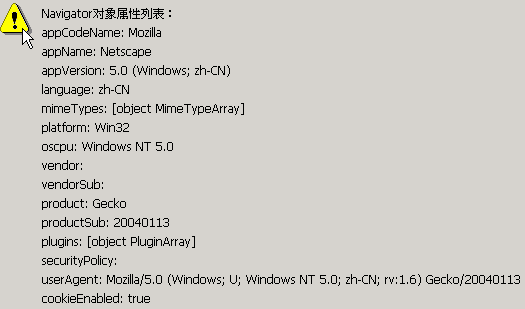 Navigator对象属性列表：
appCodeName: Mozilla
appName: Netscape
appVersion: 5.0 (Windows; zh-CN)
language: zh-CN
mimeTypes: [object MimeTypeArray]
platform: Win32
oscpu: Windows NT 5.0
vendor:
vendorSub:
product: Gecko
productSub: 20040113
plugins: [object PluginArray]
securityPolicy:
userAgent: Mozilla/5.0 (Windows; U; Windows NT 5.0; zh-CN; rv:1.6) Gecko/20040113
cookieEnabled: true